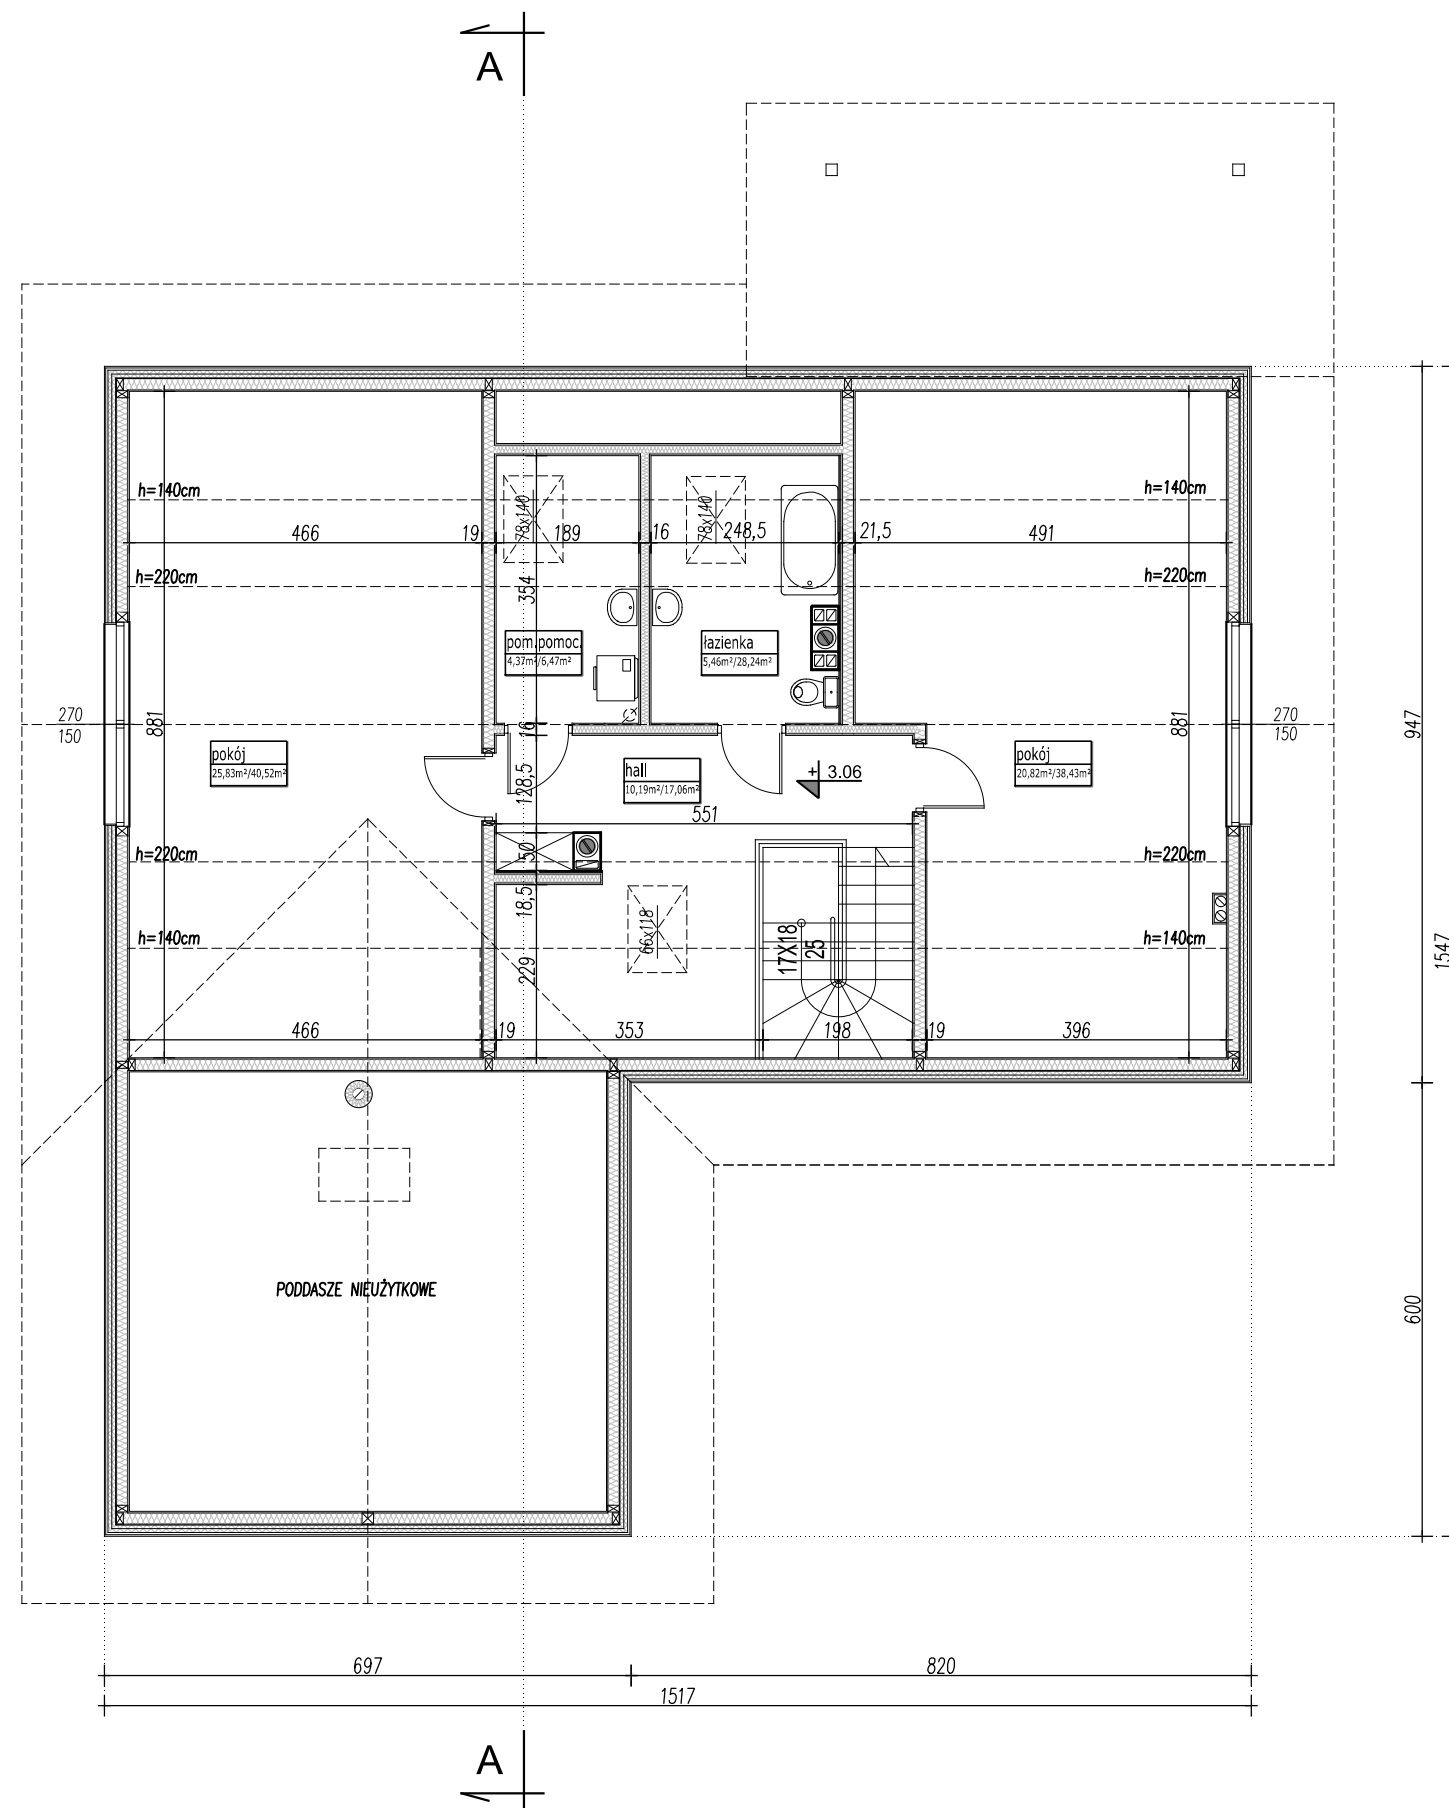 A
h=140cm
h=140cm
78x140
78x140
466
19
189
16
248,5
21,5
491
h=220cm
h=220cm
354
pom.pomoc.
4,37m²/6,47m²
łazienka
5,46m²/28,24m²
270
150
881
16
881
270
150
947
pokój
25,83m²/40,52m²
hall
10,19m²/17,06m²
+ 3.06
pokój
20,82m²/38,43m²
128,5
551
h=220cm
50
h=220cm
18,5
66x118
17X18
25
h=140cm
h=140cm
1547
229
466
19
353
198
19
396
PODDASZE NIEUŻYTKOWE
600
697
820
1517
A